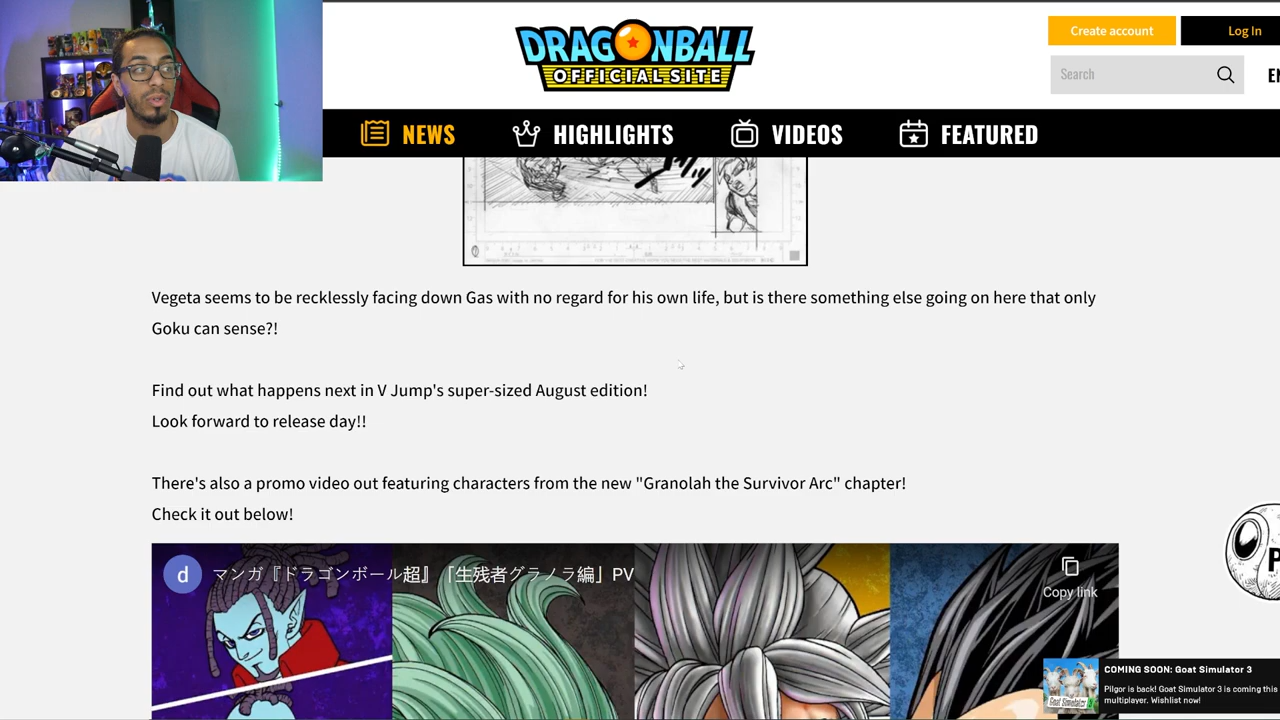 DRAGONBALL
OFFICIAL SITE
Create account
Log In
Search
NEWS
HIGHLIGHTS
VIDEOS
FEATURED
Vegeta seems to be recklessly facing down Gas with no regard for his own life, but is there something else going on here that only
Goku can sense?!
Find out what happens next in V Jump's super-sized August edition!
Look forward to release day!!
There's also a promo video out featuring characters from the new "Granolah the Survivor Arc" chapter!
Check it out below!
d
マンガ『ドラゴンボール超』「生残者グラノラ編」PV
Copy link
COMING SOON: Goat Simulator 3
Pilgor is back! Goat Simulator 3 is coming this
multiplayer. Wishlist now!